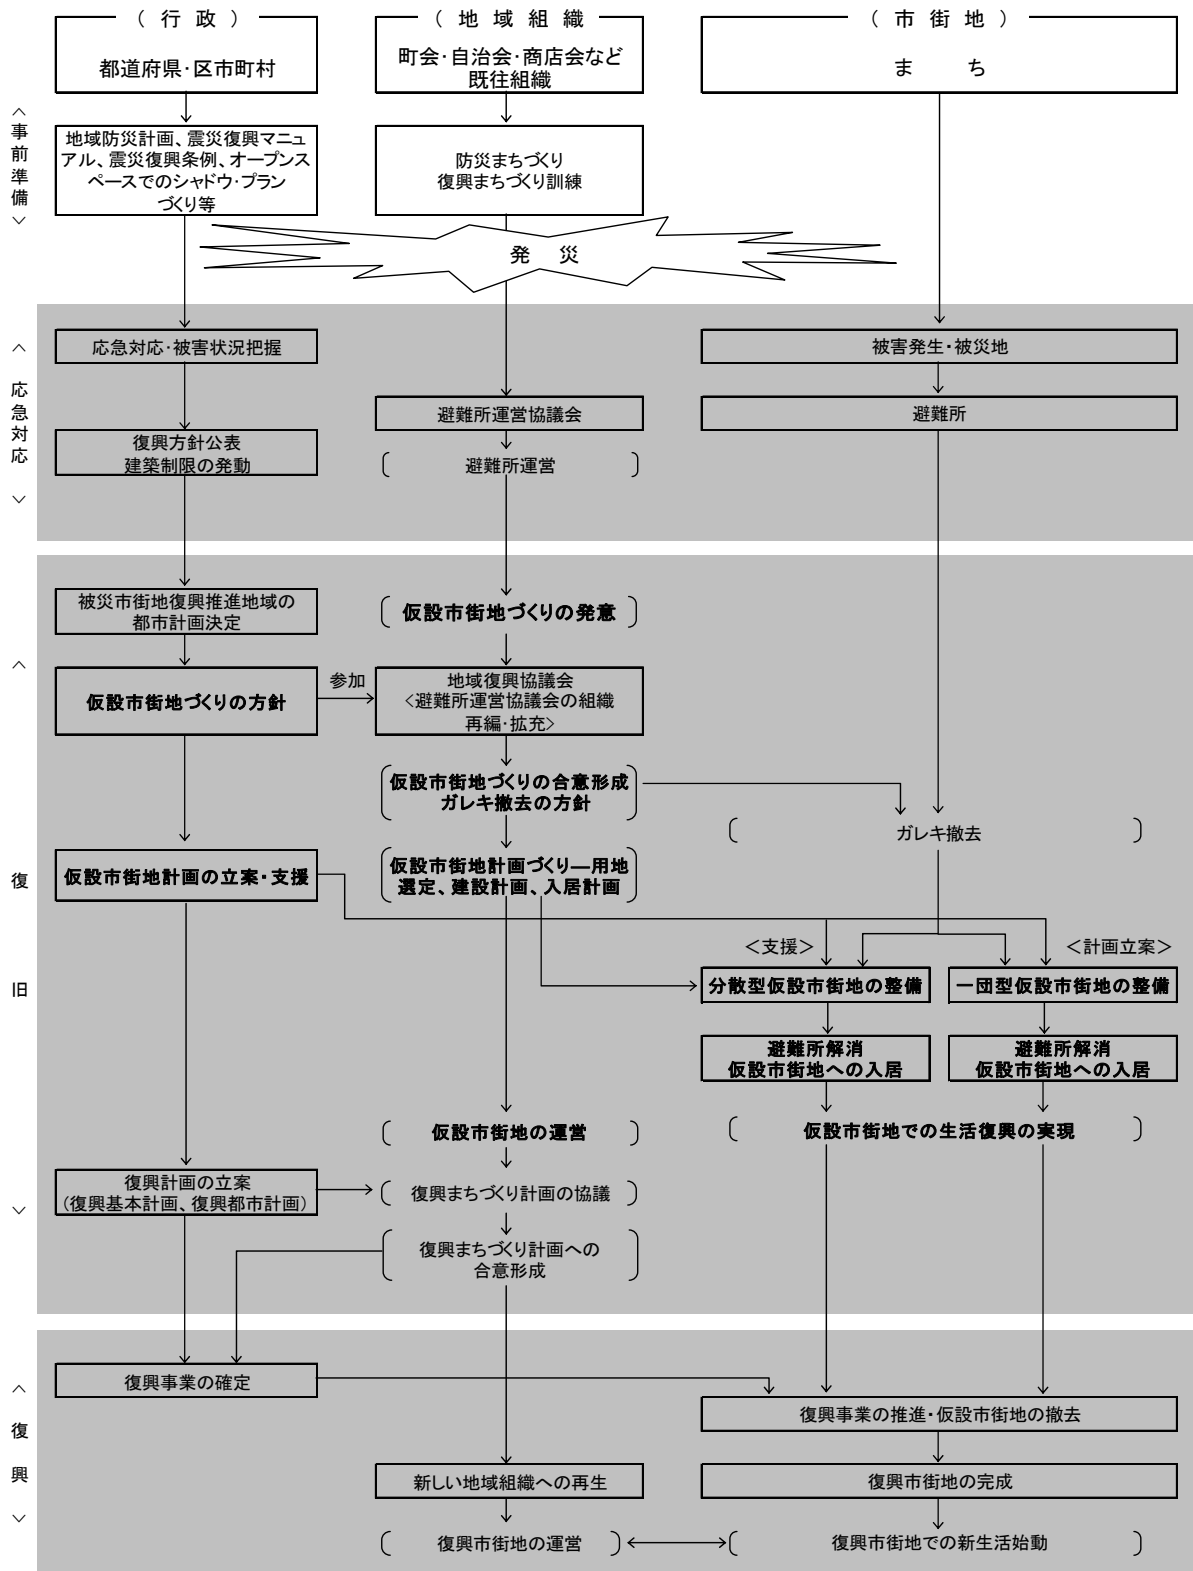 （行政）
都道府県・区市町村
（地域組織）
町会・自治会・商店会など
既往組織
（市街地）
まち
〈事前準備〉
地域防災計画、震災復興マニュ
アル、震災復興条例、オープンス
ペースでのシャドウ・プラン
づくり等
防災まちづくり
復興まちづくり訓練
発災
〈応急対応〉
応急対応・被害状況把握
被害発生・被災地
避難所運営協議会
避難所
復興方針公表
建築制限の発動
〔避難所運営〕
〈復旧〉
被災市街地復興推進地域の
都市計画決定
〔仮設市街地づくりの発意〕
仮設市街地づくりの方針
参加
地域復興協議会
<避難所運営協議会の組織
再編・拡充>
〔仮設市街地づくりの合意形成
ガレキ撤去の方針〕
〔ガレキ撤去〕
仮設市街地計画の立案・支援
〔仮設市街地計画づくり―用地
選定、建設計画、入居計画〕
<支援>
<計画立案>
分散型仮設市街地の整備
一団型仮設市街地の整備
避難所解消
仮設市街地への入居
避難所解消
仮設市街地への入居
〔仮設市街地の運営〕
〔仮設市街地での生活復興の実現〕
復興計画の立案
(復興基本計画、復興都市計画)
〔復興まちづくり計画の協議〕
〔復興まちづくり計画への
合意形成〕
〈復興〉
復興事業の確定
復興事業の推進・仮設市街地の撤去
新しい地域組織への再生
復興市街地の完成
〔復興市街地の運営〕
〔復興市街地での新生活始動〕